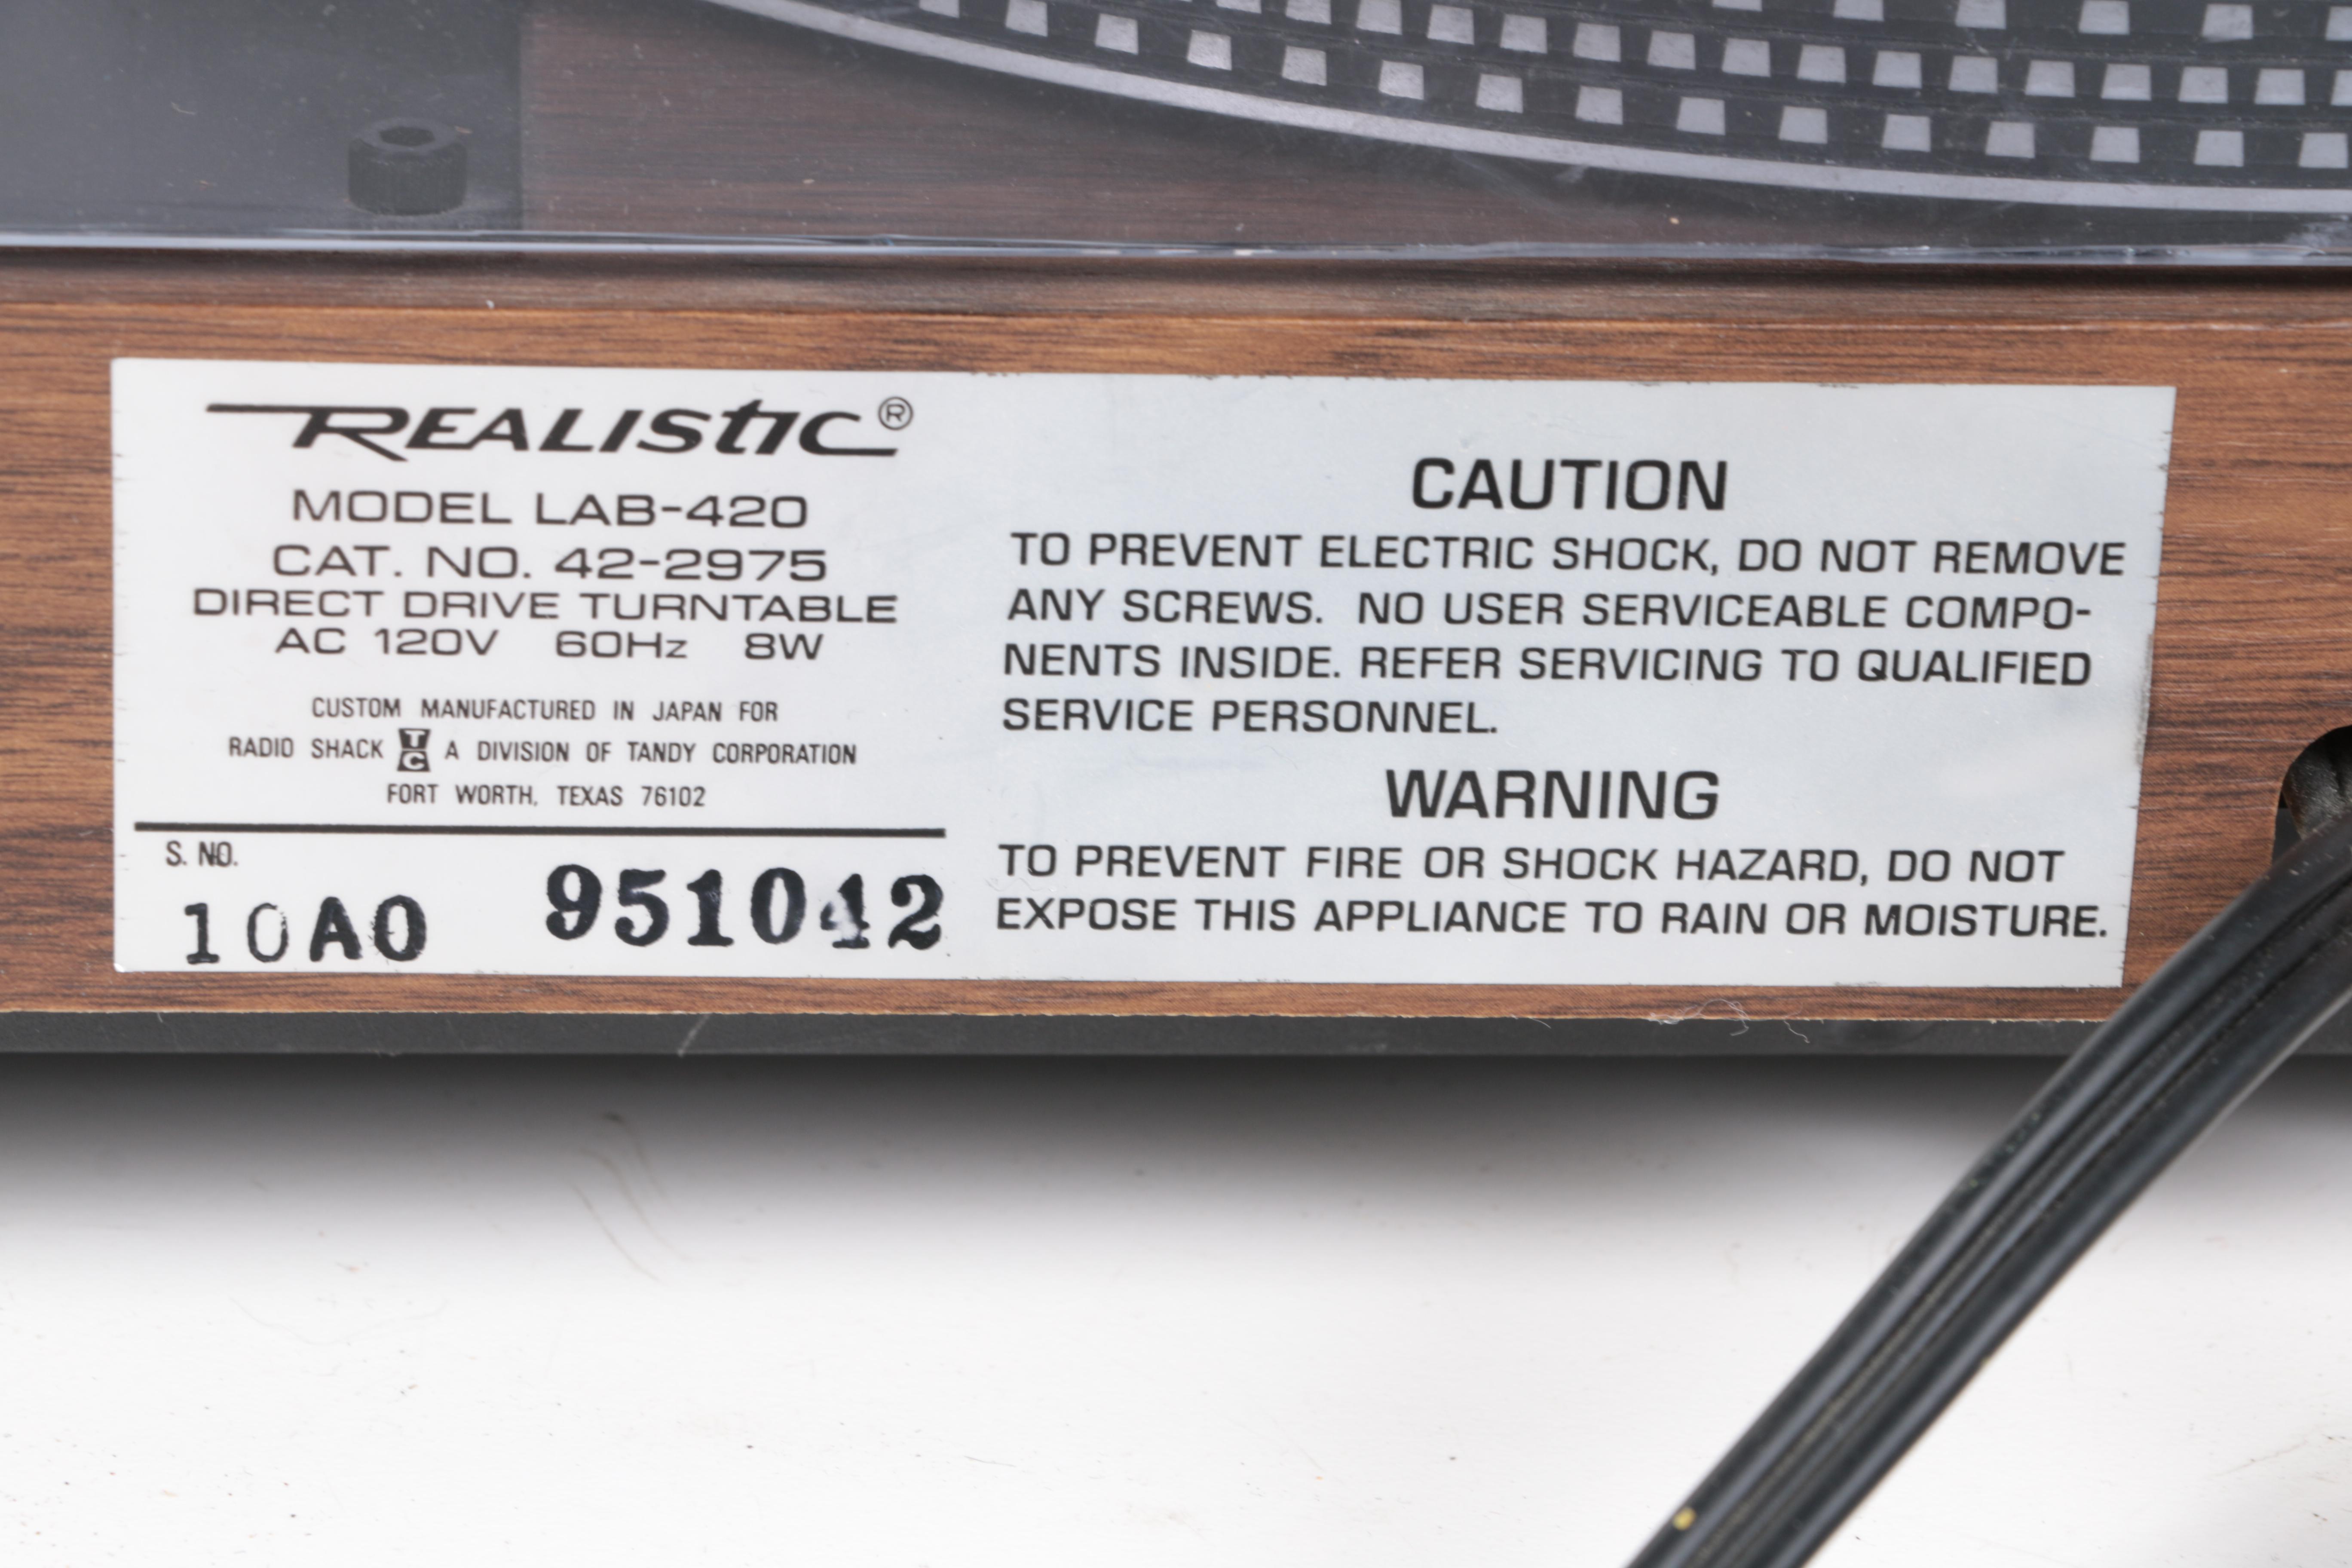 REALISTIC®
MODEL LAB-420
CAT. NO. 42-2975
DIRECT DRIVE TURNTABLE
AC 120V 60Hz 8W
CUSTOM MANUFACTURED IN JAPAN FOR
RADIO SHACK TC A DIVISION OF TANDY CORPORATION
FORT WORTH, TEXAS 76102
S. NO.
10A0 951042
CAUTION
TO PREVENT ELECTRIC SHOCK, DO NOT REMOVE
ANY SCREWS. NO USER SERVICEABLE COMPO-
NENTS INSIDE. REFER SERVICING TO QUALIFIED
SERVICE PERSONNEL.
WARNING
TO PREVENT FIRE OR SHOCK HAZARD, DO NOT
EXPOSE THIS APPLIANCE TO RAIN OR MOISTURE.